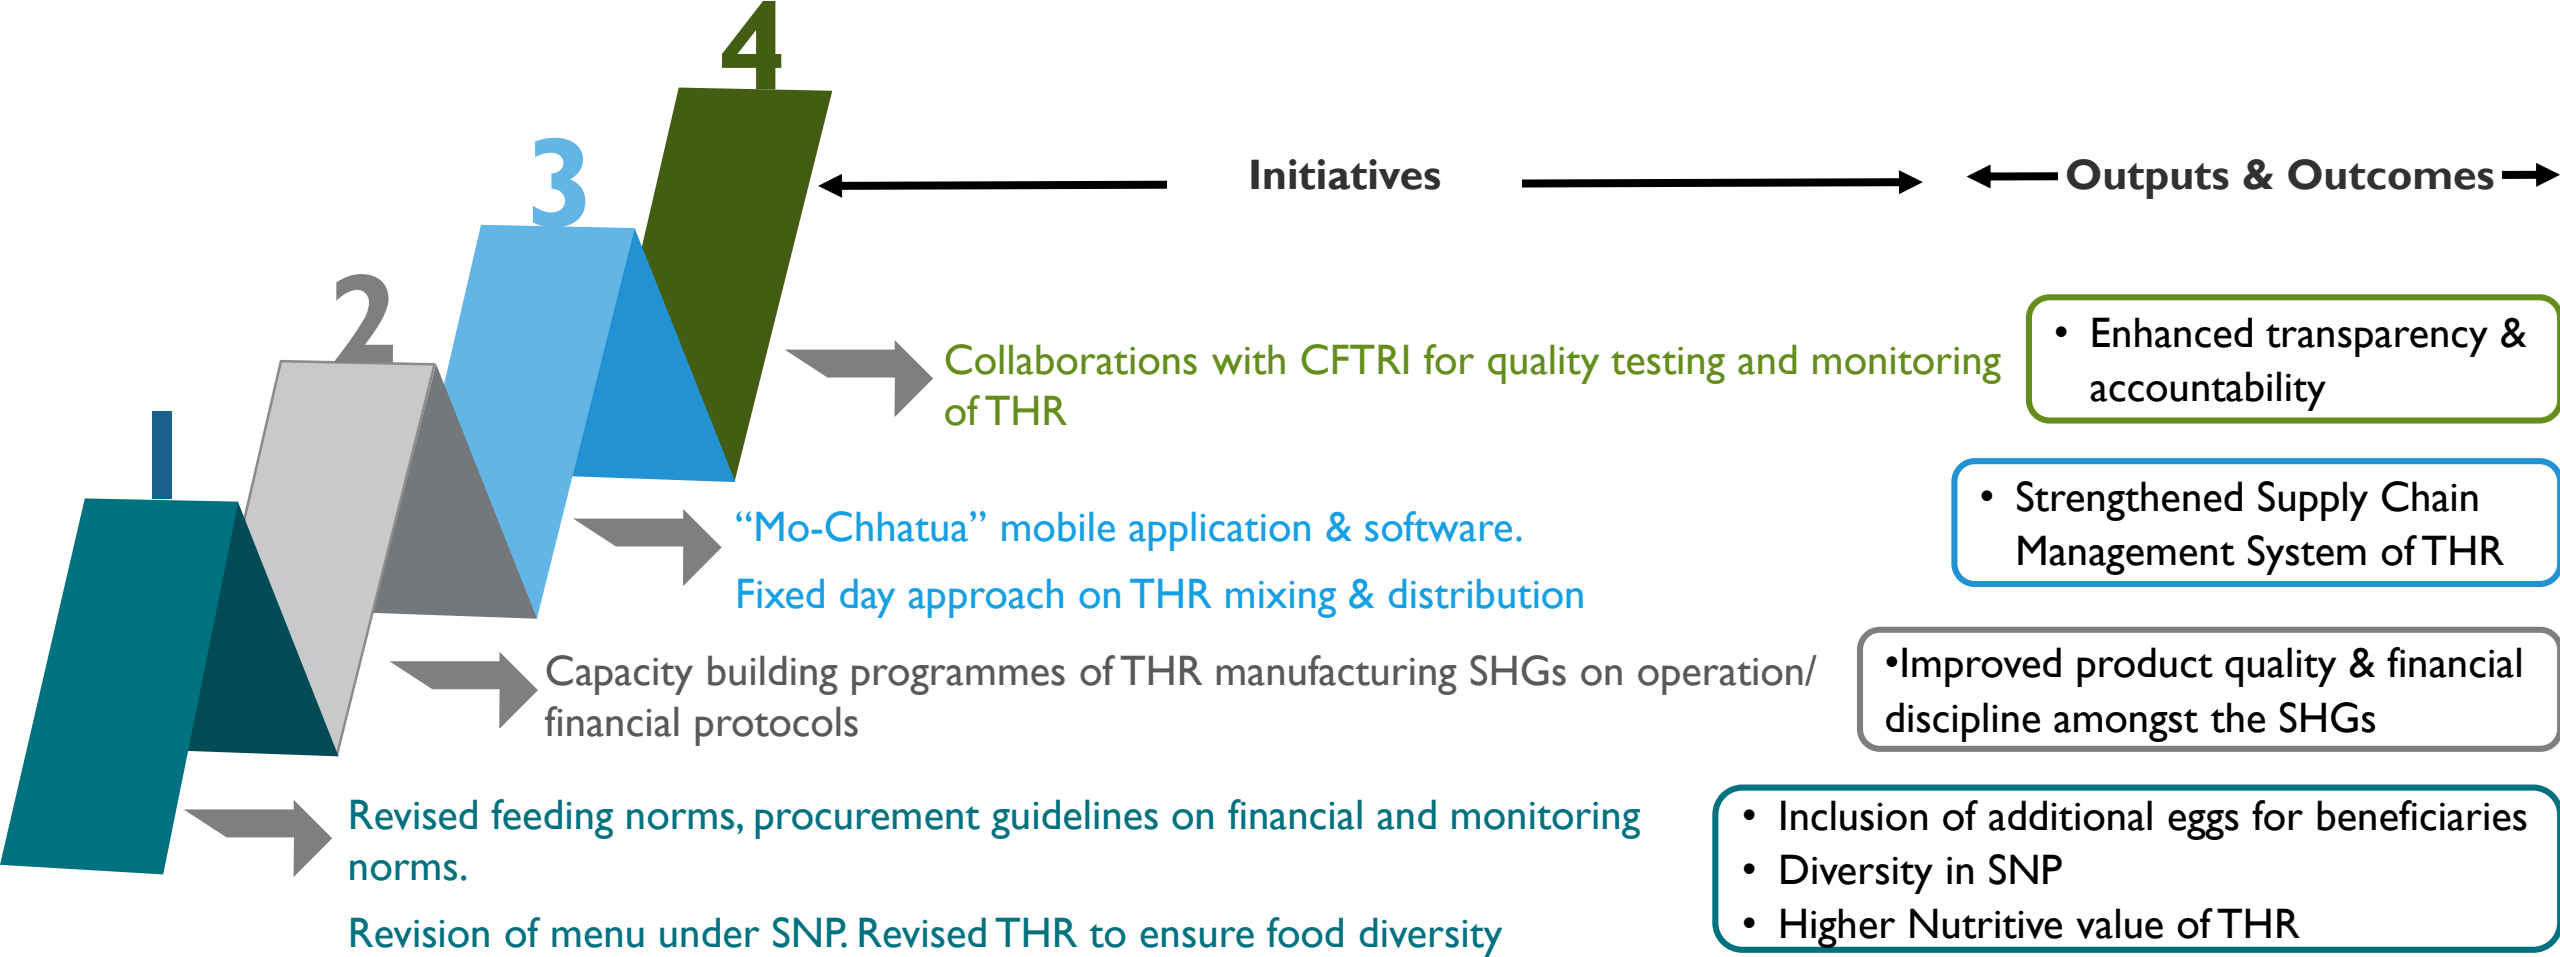 4
3
2
1
Initiatives
Outputs & Outcomes
Collaborations with CFTRI for quality testing and monitoring
of THR
• Enhanced transparency &
accountability
“Mo-Chhatua” mobile application & software.
Fixed day approach on THR mixing & distribution
• Strengthened Supply Chain
Management System of THR
Capacity building programmes of THR manufacturing SHGs on operation/
financial protocols
•Improved product quality & financial
discipline amongst the SHGs
Revised feeding norms, procurement guidelines on financial and monitoring
norms.
Revision of menu under SNP. Revised THR to ensure food diversity
• Inclusion of additional eggs for beneficiaries
• Diversity in SNP
• Higher Nutritive value of THR